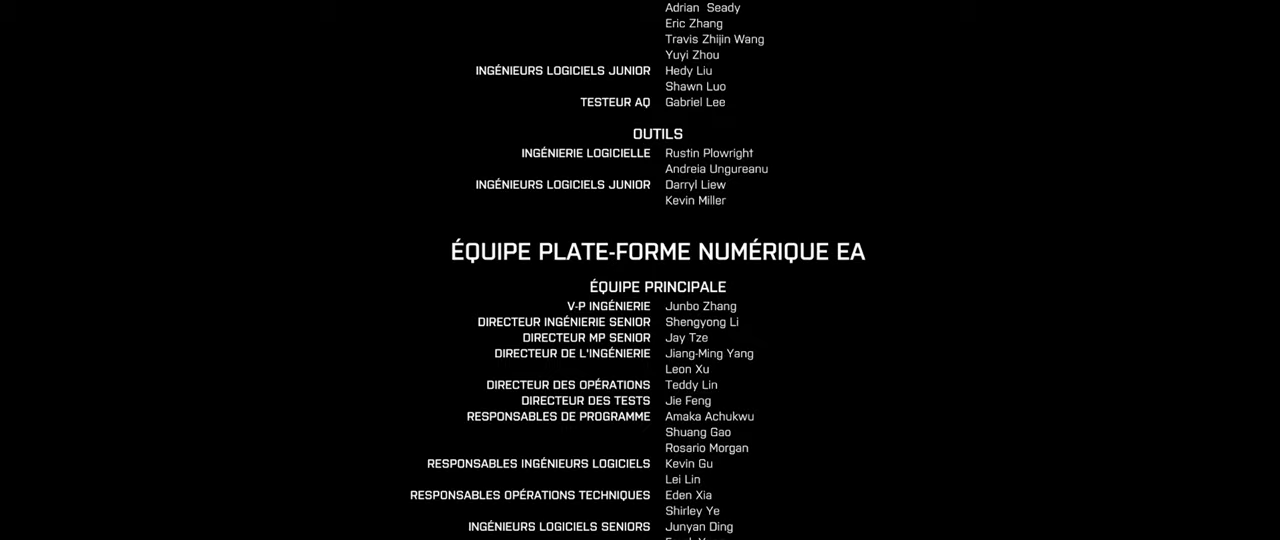 Adrian Seady
Eric Zhang
Travis Zhijin Wang
Yuyi Zhou
INGÉNIEURS LOGICIELS JUNIOR Hedy Liu
Shawn Luo
TESTEUR AQ Gabriel Lee
OUTILS
INGÉNIERIE LOGICIELLE Rustin Plowright
Andreia Ungureanu
INGÉNIEURS LOGICIELS JUNIOR Darryl Liew
Kevin Miller
ÉQUIPE PLATE-FORME NUMÉRIQUE EA
ÉQUIPE PRINCIPALE
V-P INGÉNIERIE Junbo Zhang
DIRECTEUR INGÉNIERIE SENIOR Shengyong Li
DIRECTEUR MP SENIOR Jay Tze
DIRECTEUR DE L'INGÉNIERIE Jiang-Ming Yang
Leon Xu
DIRECTEUR DES OPÉRATIONS Teddy Lin
DIRECTEUR DES TESTS Jie Feng
RESPONSABLES DE PROGRAMME Amaka Achukwu
Shuang Gao
Rosario Morgan
RESPONSABLES INGÉNIEURS LOGICIELS Kevin Gu
Lei Lin
RESPONSABLES OPÉRATIONS TECHNIQUES Eden Xia
Shirley Ye
INGÉNIEURS LOGICIELS SENIORS Junyan Ding